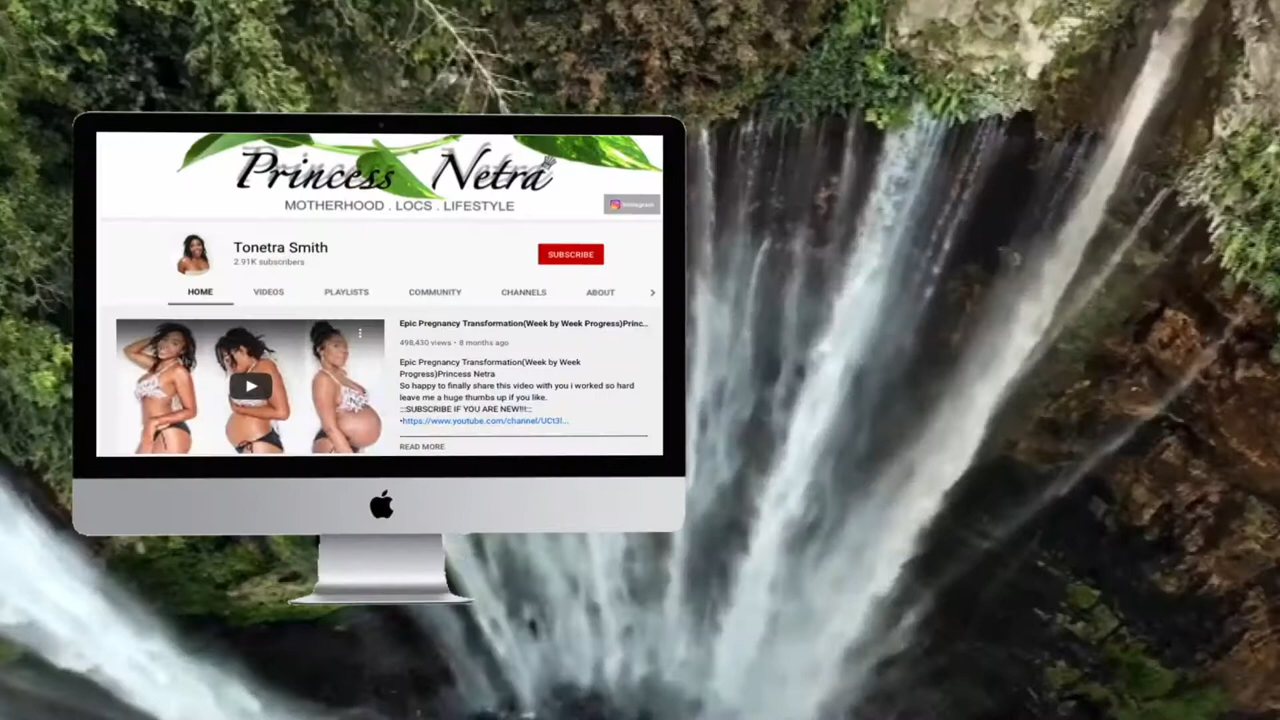 Princess Netra
MOTHERHOOD . LOCS . LIFESTYLE
Instagram
Tonetra Smith
2.91K subscribers
SUBSCRIBE
HOME VIDEOS PLAYLISTS COMMUNITY CHANNELS ABOUT
Epic Pregnancy Transformation(Week by Week Progress)Princ...
498,430 views • 8 months ago
Epic Pregnancy Transformation(Week by Week
Progress)Princess Netra
So happy to finally share this video with you i worked so hard
leave me a huge thumbs up if you like.
:::SUBSCRIBE IF YOU ARE NEW!!!:::
•https://www.youtube.com/channel/UCt3l...
READ MORE